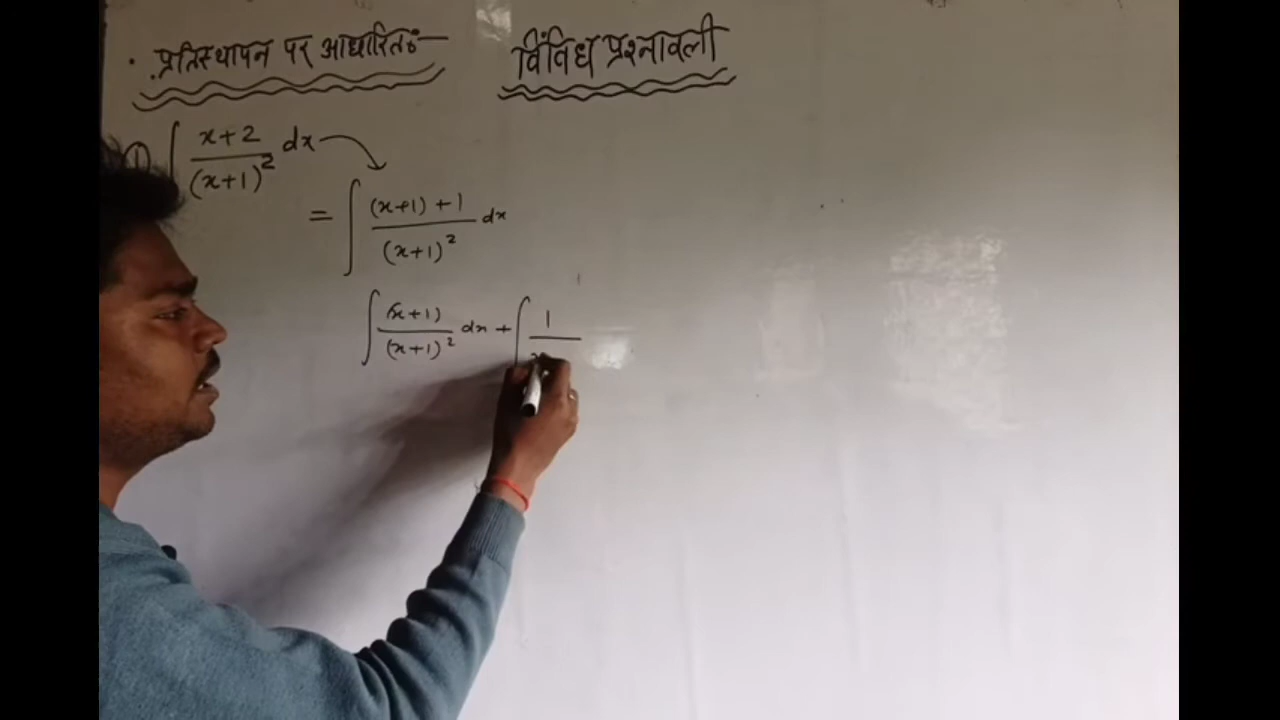 • प्रतिस्थापन पर आधारितः—
विविध प्रश्नावली
① ∫ (x+2)/(x+1)² dx
= ∫ ((x+1)+1)/(x+1)² dx
∫ (x+1)/(x+1)² dx + ∫ 1/